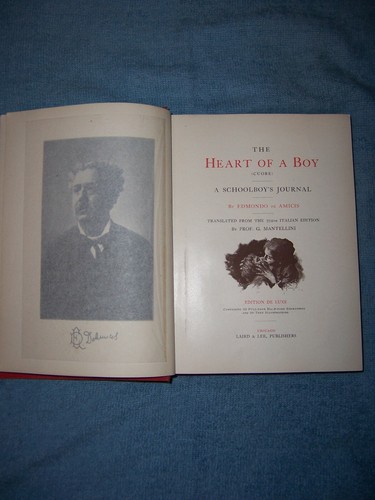 THE
HEART OF A BOY
(CUORE)
A SCHOOLBOY'S JOURNAL
BY EDMONDO DE AMICIS
TRANSLATED FROM THE ITALIAN EDITION
BY PROF. G. MANTELLINI
EDITION DE LUXE
CHICAGO
LAIRD & LEE, PUBLISHERS